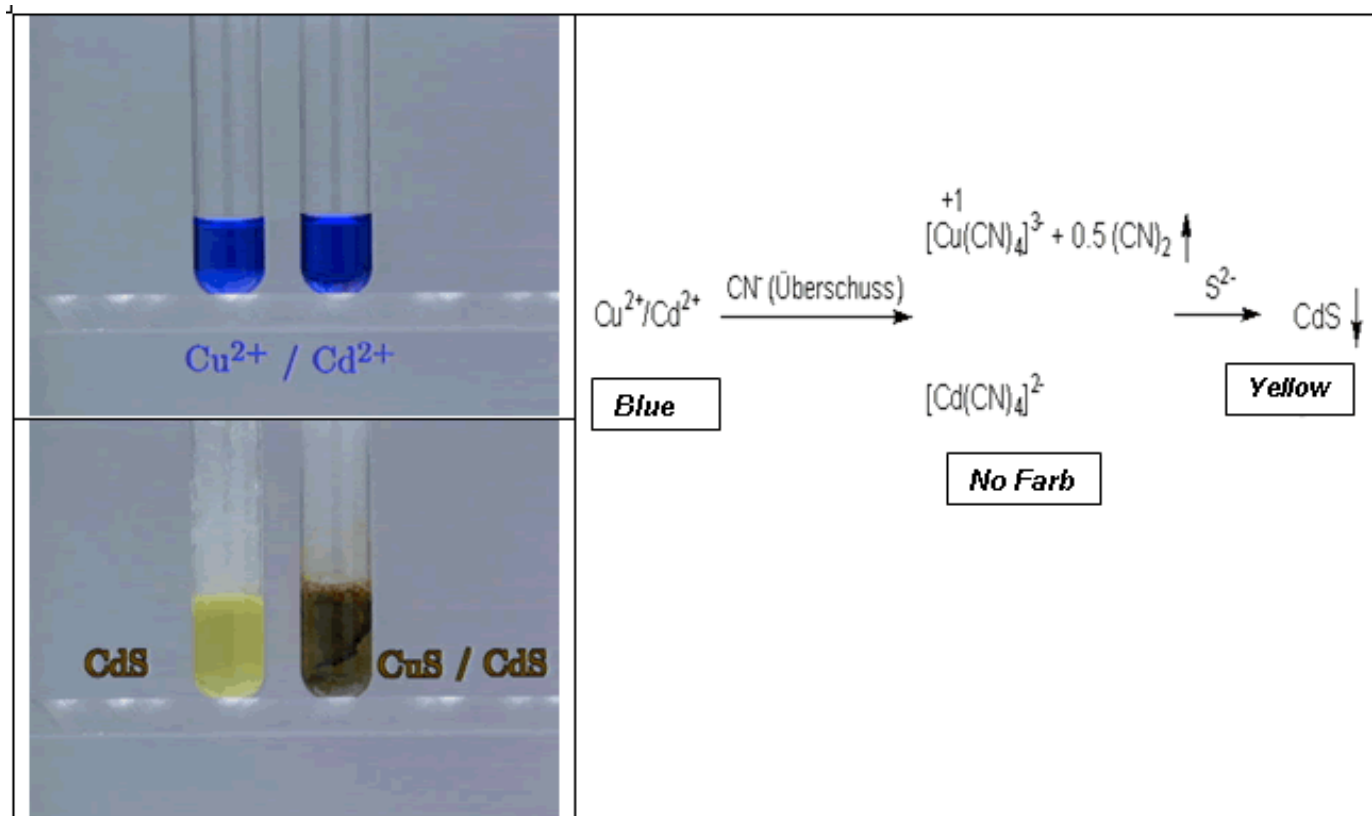 Cu²⁺ / Cd²⁺
CdS
CuS / CdS
+1
[Cu(CN)₄]³⁻ + 0.5 (CN)₂ ↑
Cu²⁺/Cd²⁺
CN⁻ (Überschuss)
S²⁻
CdS ↓
Blue
[Cd(CN)₄]²⁻
Yellow
No Farb